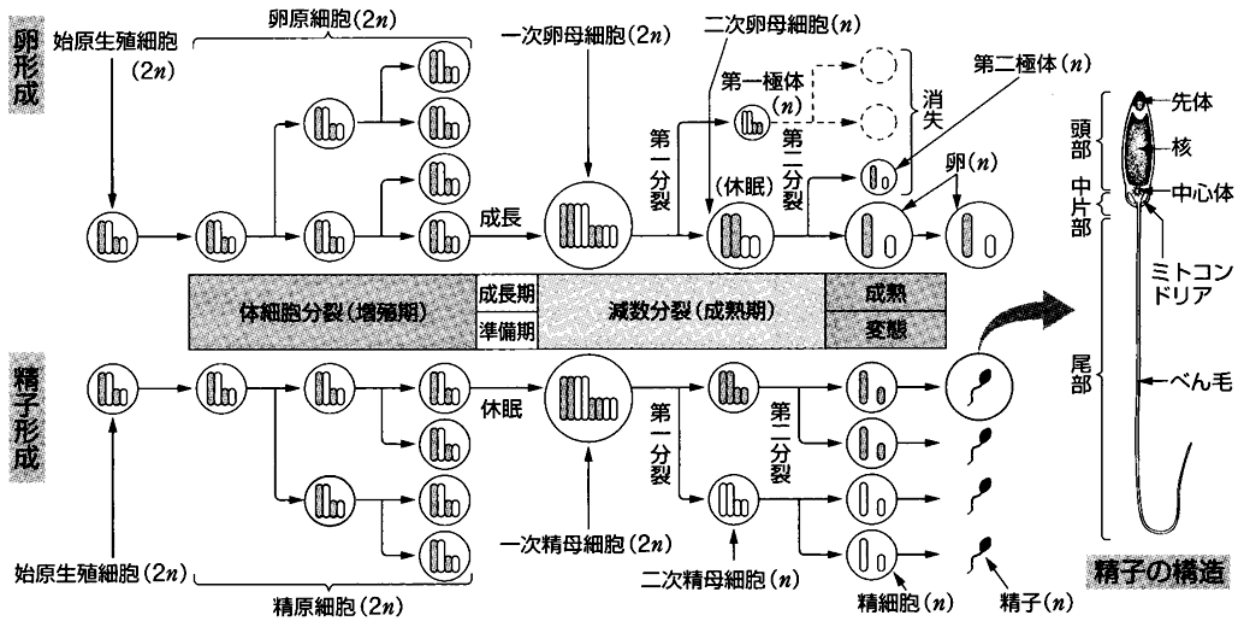 卵形成
始原生殖細胞
(2n)
卵原細胞(2n)
一次卵母細胞(2n)
二次卵母細胞(n)
第一極体
(n)
第二極体(n)
消失
卵(n)
成長
第一分裂
(休眠)
第二分裂
体細胞分裂(増殖期)
成長期
準備期
減数分裂(成熟期)
成熟
変態
精子形成
休眠
第一分裂
第二分裂
始原生殖細胞(2n)
精原細胞(2n)
一次精母細胞(2n)
二次精母細胞(n)
精細胞(n)
精子(n)
頭部
中片部
尾部
先体
核
中心体
ミトコン
ドリア
べん毛
精子の構造